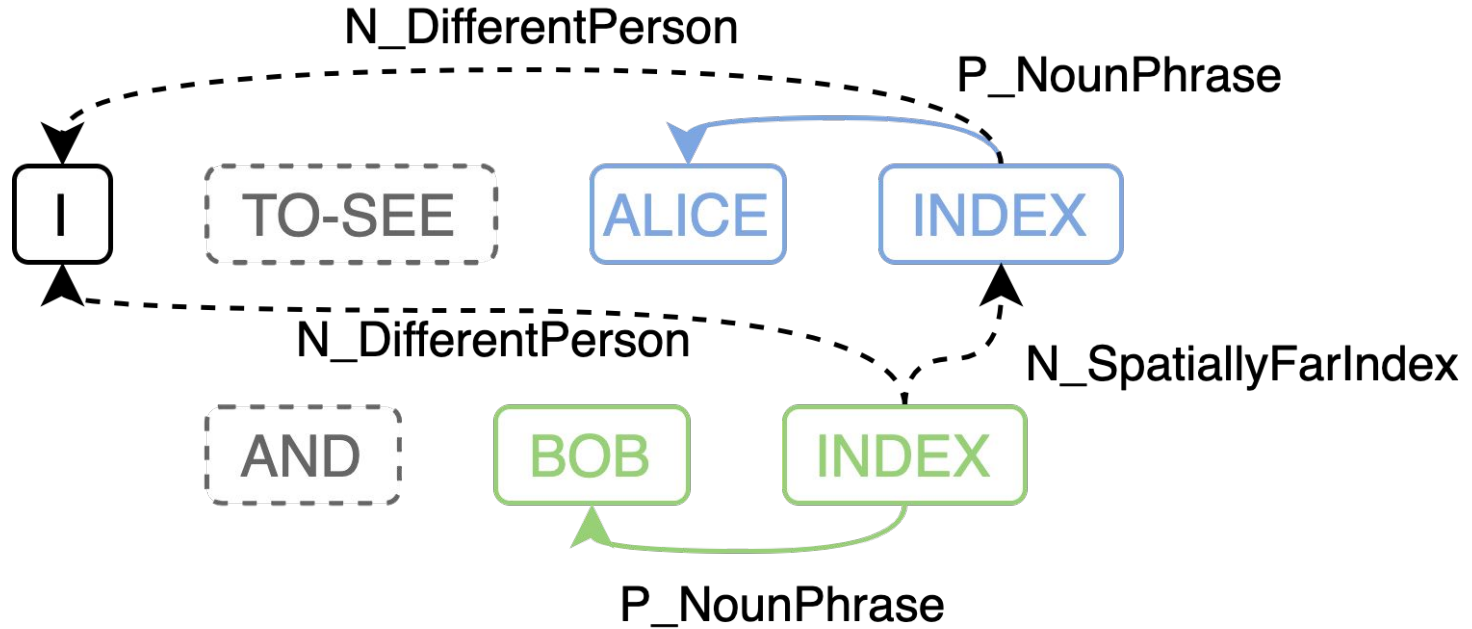 N_DifferentPerson
P_NounPhrase
I TO-SEE ALICE INDEX
N_DifferentPerson
N_SpatiallyFarIndex
AND BOB INDEX
P_NounPhrase